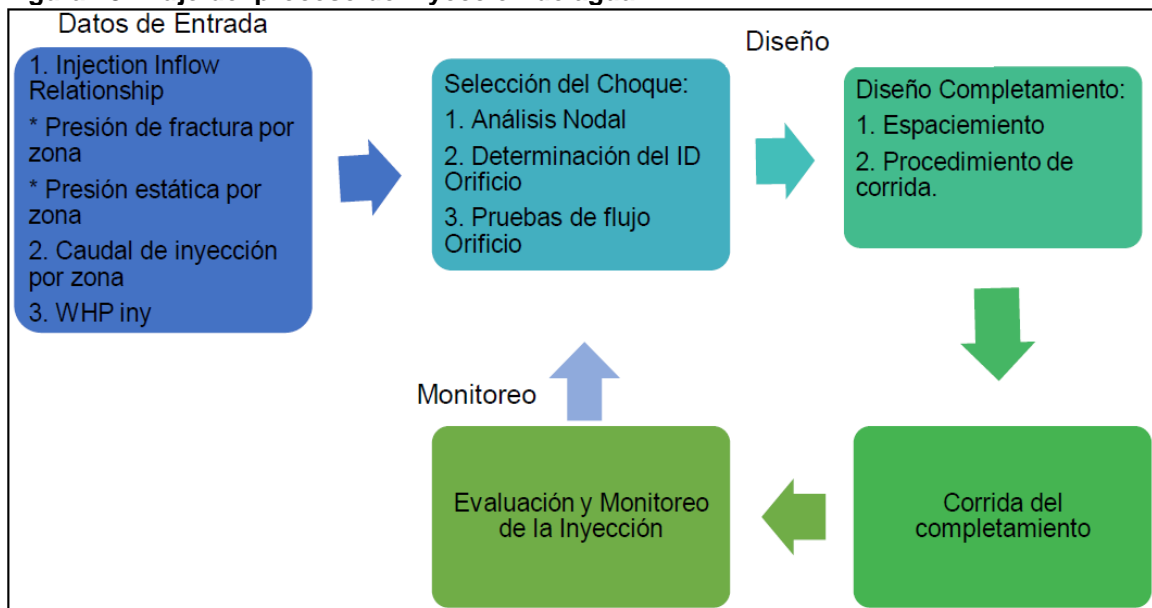 Datos de Entrada
1. Injection Inflow
Relationship
* Presión de fractura por
zona
* Presión estática por
zona
2. Caudal de inyección
por zona
3. WHP iny
Selección del Choque:
1. Análisis Nodal
2. Determinación del ID
Orificio
3. Pruebas de flujo
Orificio
Diseño
Diseño Completamiento:
1. Espaciemiento
2. Procedimiento de
corrida.
Monitoreo
Evaluación y Monitoreo
de la Inyección
Corrida del
completamiento